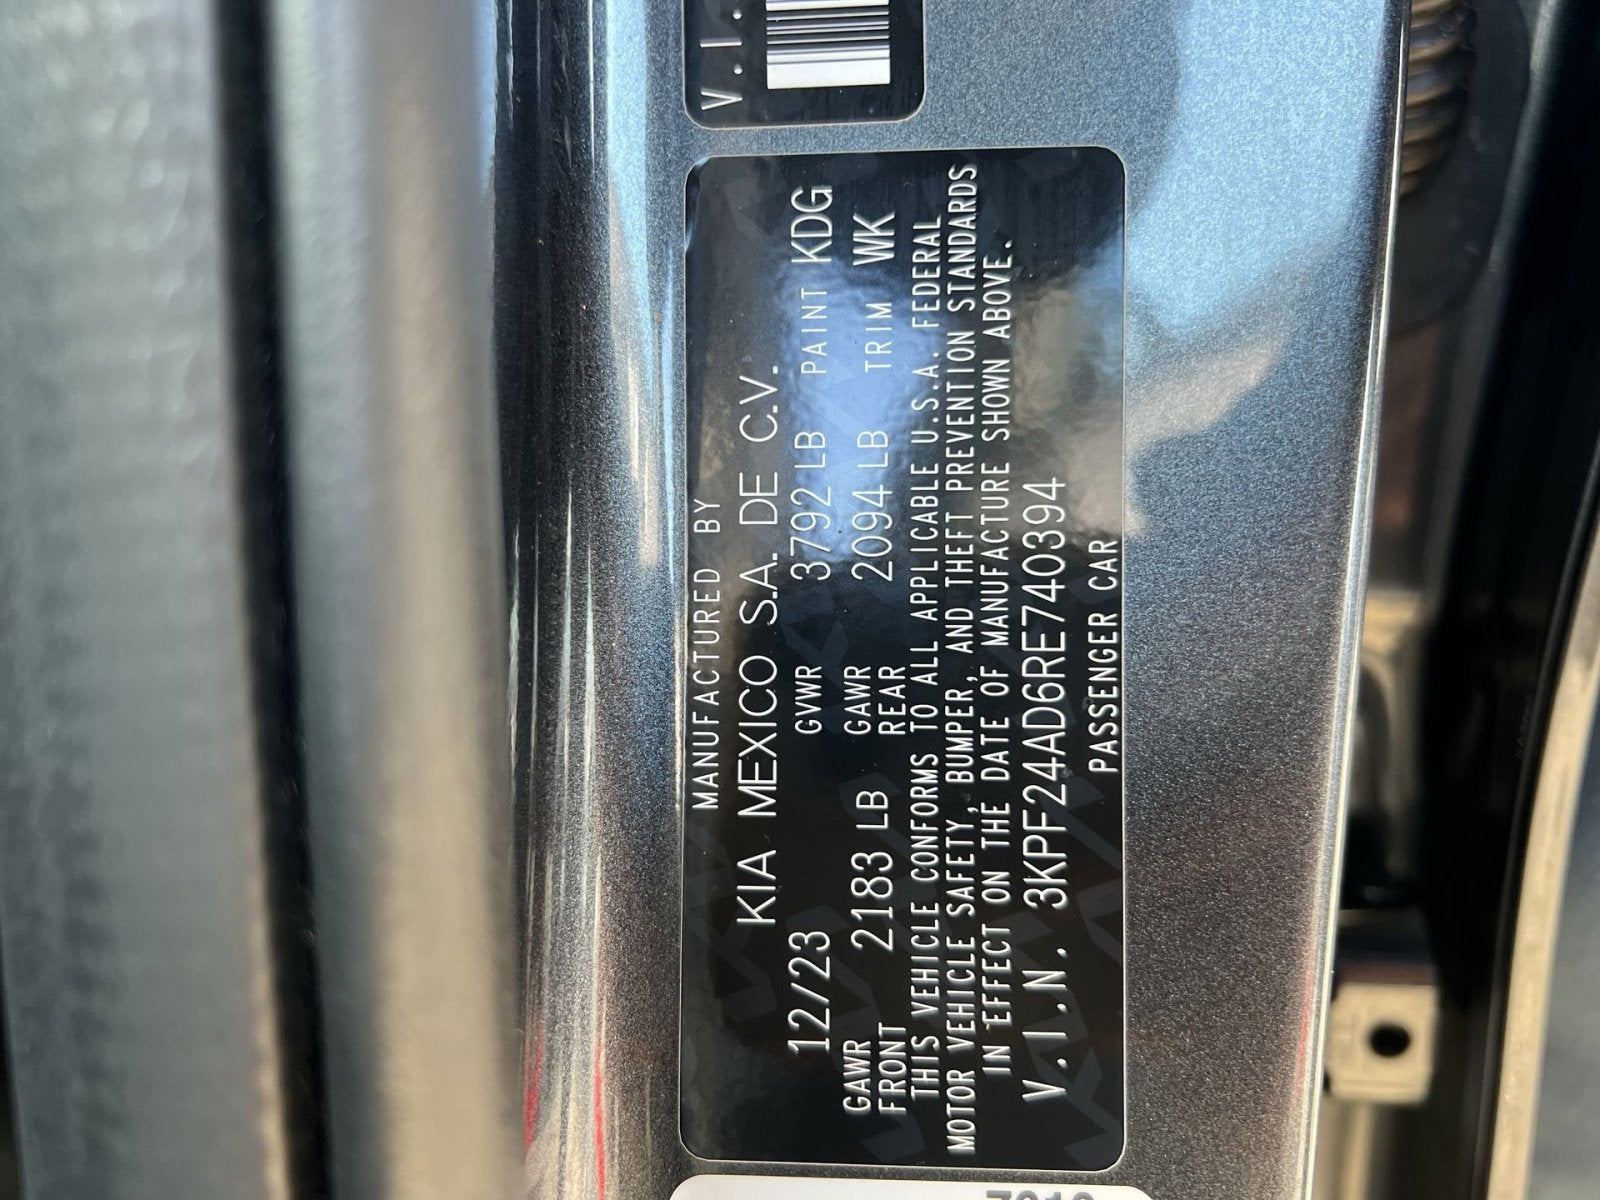 V.I.
MANUFACTURED BY
KIA MEXICO S.A. DE C.V.
12/23 GVWR 3792 LB PAINT KDG
GAWR FRONT 2183 LB GAWR REAR 2094 LB TRIM WK
THIS VEHICLE CONFORMS TO ALL APPLICABLE U.S.A. FEDERAL
MOTOR VEHICLE SAFETY, BUMPER, AND THEFT PREVENTION STANDARDS
IN EFFECT ON THE DATE OF MANUFACTURE SHOWN ABOVE.
V.I.N. 3KPF24AD6RE740394
PASSENGER CAR